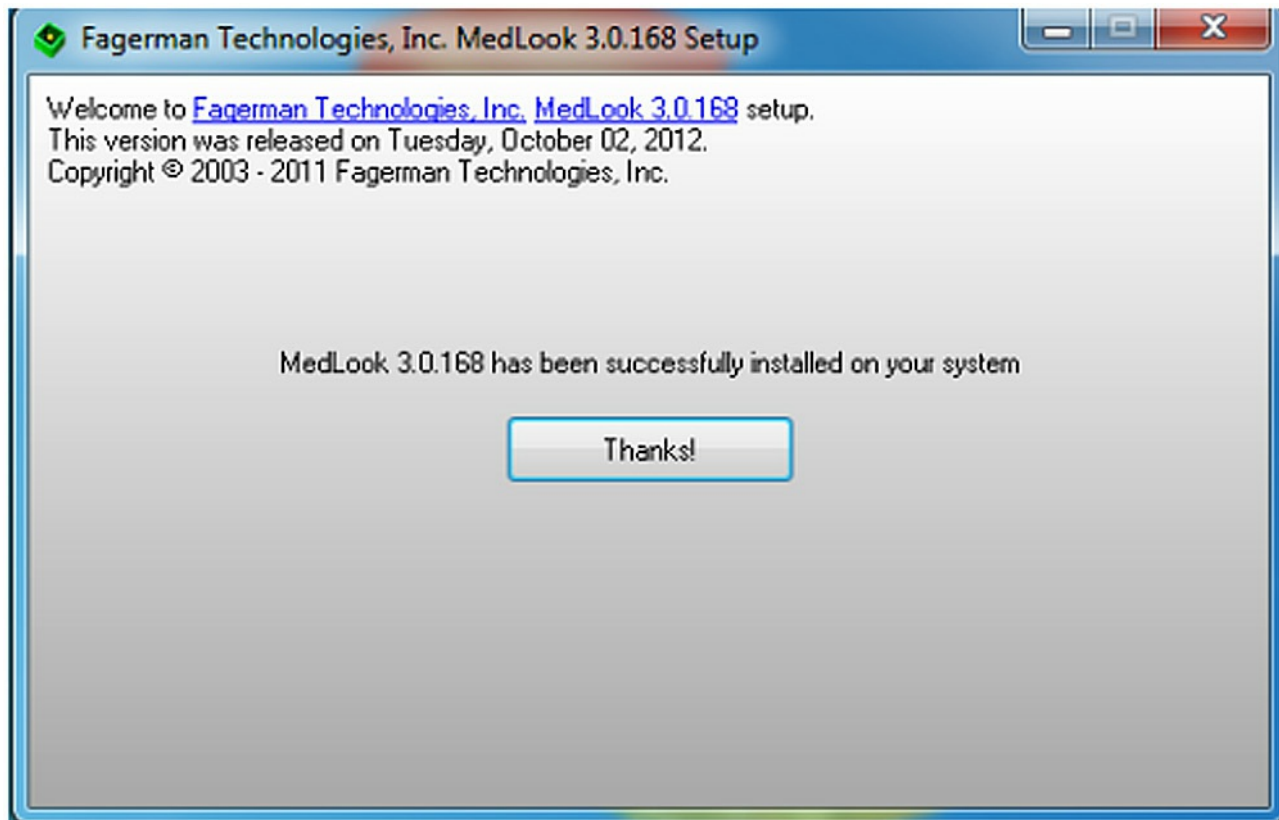 Fagerman Technologies, Inc. MedLook 3.0.168 Setup
Welcome to Fagerman Technologies, Inc. MedLook 3.0.168 setup.
This version was released on Tuesday, October 02, 2012.
Copyright © 2003 - 2011 Fagerman Technologies, Inc.
MedLook 3.0.168 has been successfully installed on your system
Thanks!